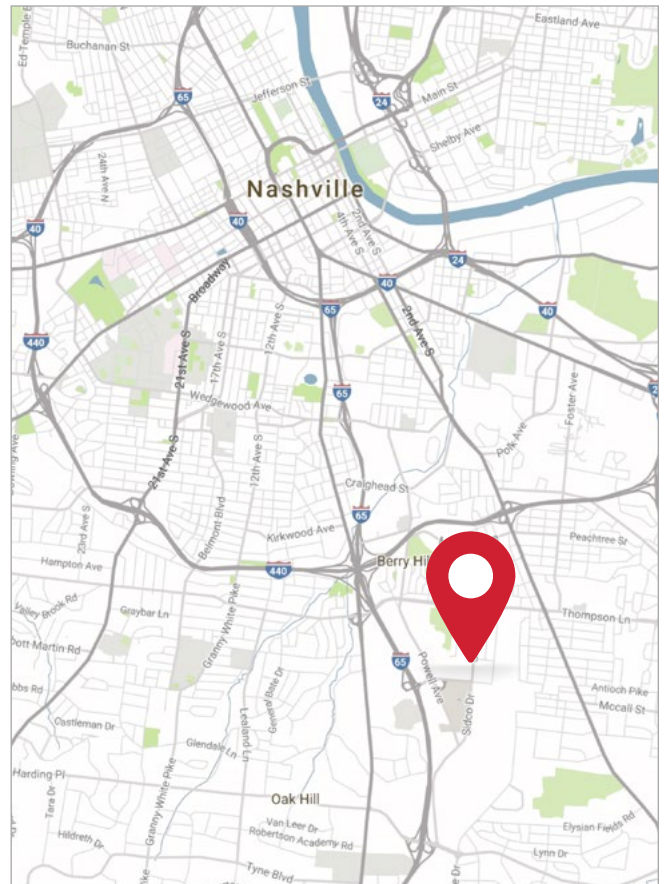 Ed Temple B
Eastland Ave
Buchanan St
65
Jefferson St
24
Main St
24th Ave N
Shelby Ave
Nashville
2nd Ave S
4th Ave S
40
40
24
Broadway
40
65
40
440
21st Ave S
17th Ave S
12th Ave S
2nd Ave S
65
Wedgewood Ave
Foster Ave
Polk Ave
21st Ave S
12th Ave S
Craighead St
65
23rd Ave S
Belmont Blvd
Kirkwood Ave
Peachtree St
Hampton Ave
440
Berry Hi
Valley Brook Rd
Graybar Ln
Granny White Pike
Thompson Ln
ott Martin Rd
65
Powell Ave
bbs Rd
General Bate Dr
Lealand Ln
Sidco Dr
Antioch Pike
Mccall St
Castleman Dr
Glendale Ln
Harding Pl
Tara Dr
Granny White Pike
Oak Hill
Van Leer Dr
Robertson Academy Rd
Elysian Fields Rd
Hildreth Dr
Lynn Dr
Tyne Blvd